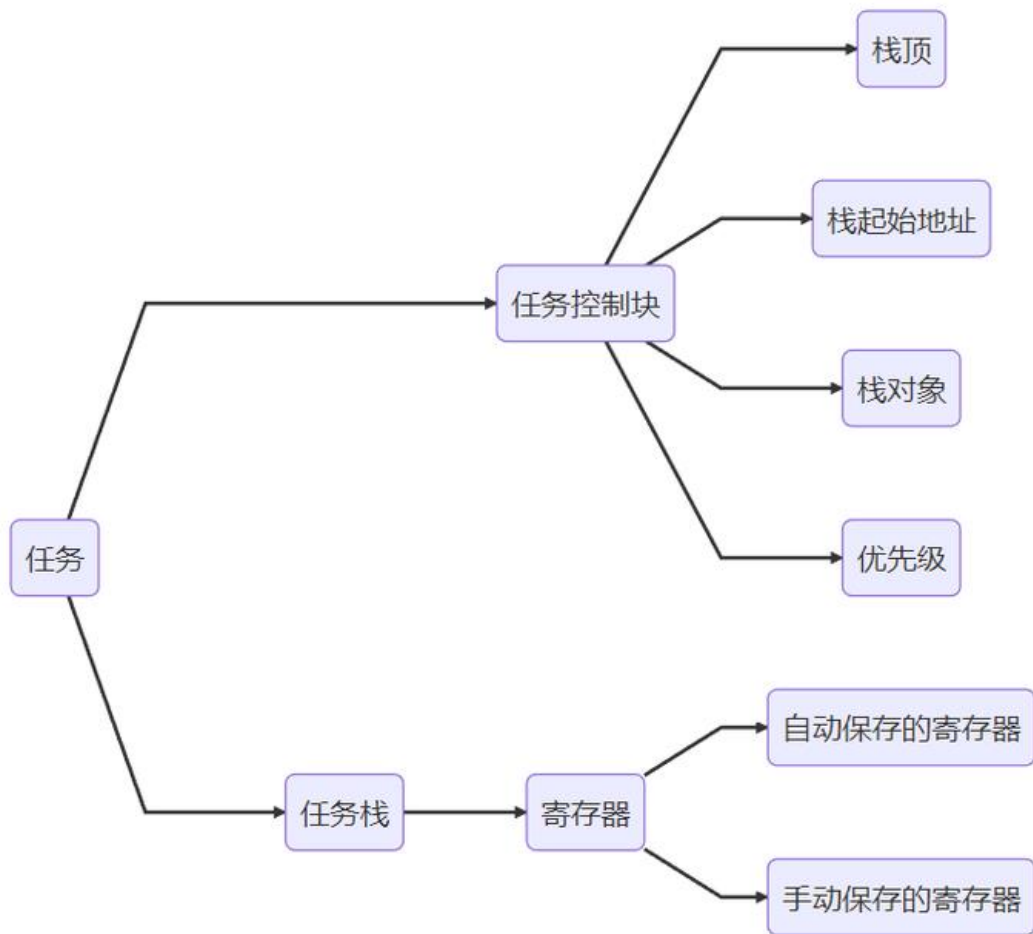 栈顶
栈起始地址
任务控制块
栈对象
任务
优先级
自动保存的寄存器
任务栈
寄存器
手动保存的寄存器